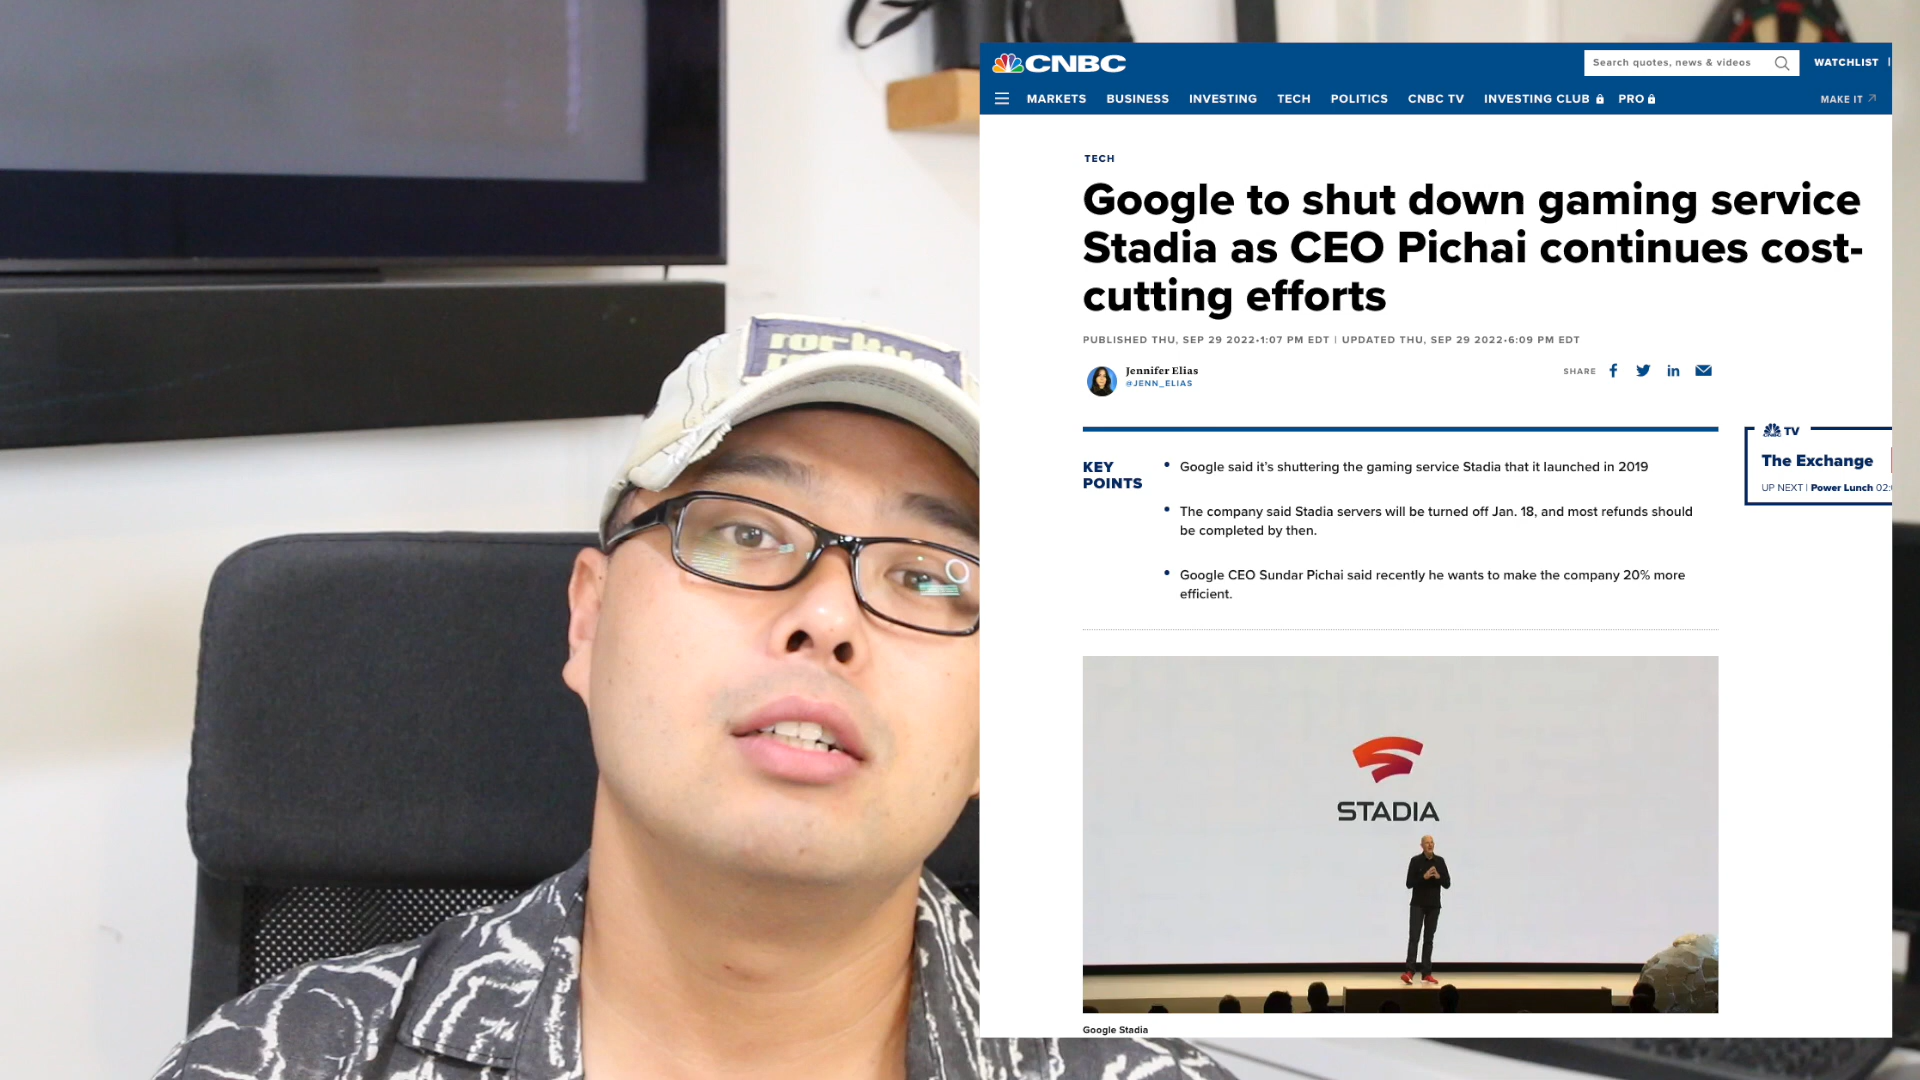 rocky
CNBC
Search quotes, news & videos
WATCHLIST
MARKETS BUSINESS INVESTING TECH POLITICS CNBC TV INVESTING CLUB PRO
MAKE IT
TECH
Google to shut down gaming service
Stadia as CEO Pichai continues cost-
cutting efforts
PUBLISHED THU, SEP 29 2022•1:07 PM EDT | UPDATED THU, SEP 29 2022•6:09 PM EDT
Jennifer Elias
@JENN_ELIAS
SHARE
KEY
POINTS
• Google said it's shuttering the gaming service Stadia that it launched in 2019
• The company said Stadia servers will be turned off Jan. 18, and most refunds should
be completed by then.
• Google CEO Sundar Pichai said recently he wants to make the company 20% more
efficient.
TV
The Exchange
UP NEXT | Power Lunch 02:
STADIA
Google Stadia